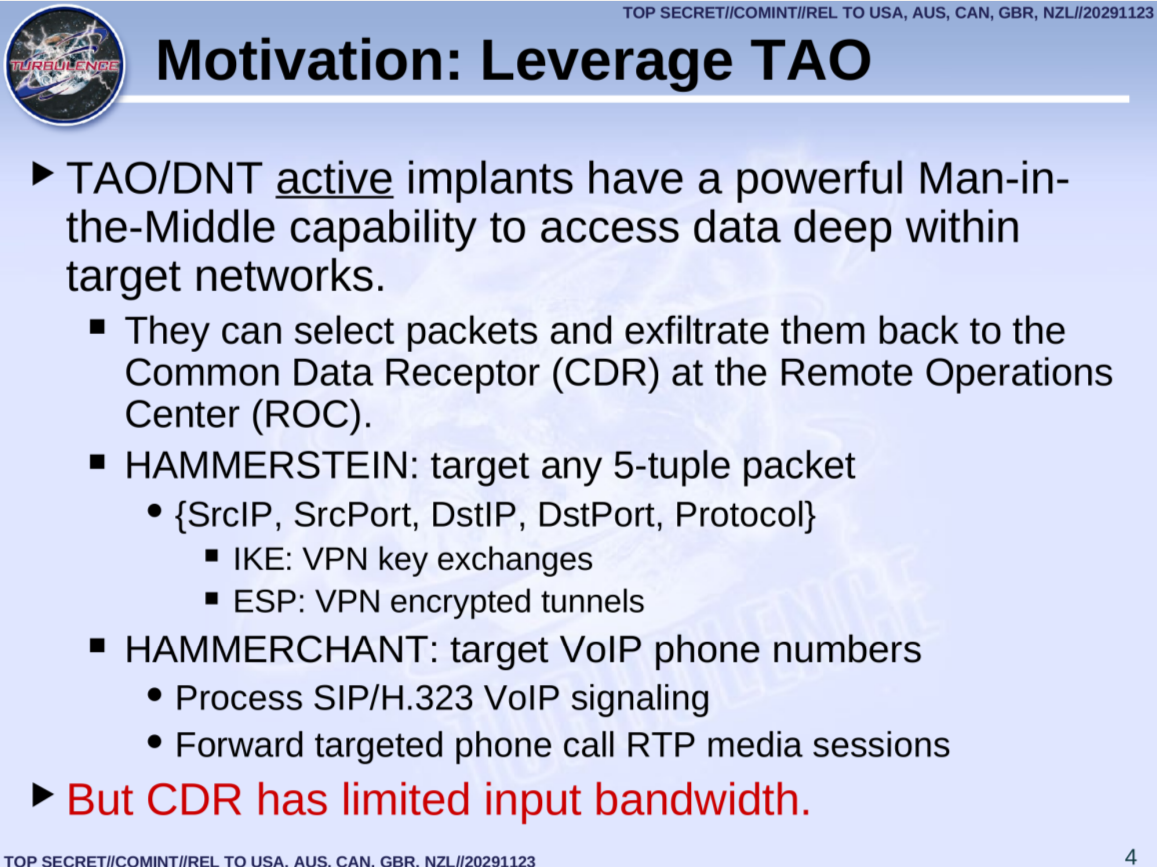 TOP SECRET//COMINT//REL TO USA, AUS, CAN, GBR, NZL//20291123
TURBULENCE
Motivation: Leverage TAO
TAO/DNT active implants have a powerful Man-in-
the-Middle capability to access data deep within
target networks.
They can select packets and exfiltrate them back to the
Common Data Receptor (CDR) at the Remote Operations
Center (ROC).
HAMMERSTEIN: target any 5-tuple packet
{SrcIP, SrcPort, DstIP, DstPort, Protocol}
IKE: VPN key exchanges
ESP: VPN encrypted tunnels
HAMMERCHANT: target VoIP phone numbers
Process SIP/H.323 VoIP signaling
Forward targeted phone call RTP media sessions
But CDR has limited input bandwidth.
TURBULENCE
TOP SECRET//COMINT//REL TO USA, AUS, CAN, GBR, NZL//20291123
4